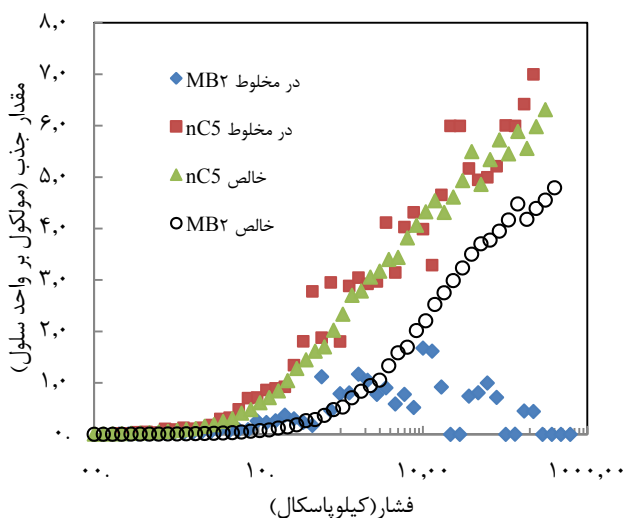 ۸,۰
۷,۰
۶,۰
۵,۰
۴,۰
۳,۰
۲,۰
۱,۰
۰.
مقدار جذب (مولکول بر واحد سلول)
در مخلوط MB۲
در مخلوط nC5
خالص nC5
خالص MB۲
۰۰. ۱۰. ۱۰,۰۰ ۱۰۰۰,۰۰
فشار(کیلوپاسکال)